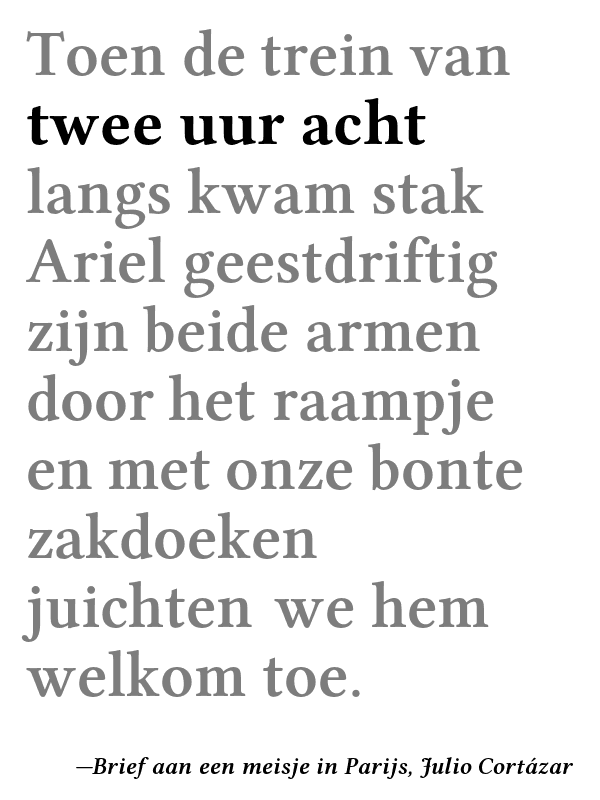 Toen de trein van
twee uur acht
langs kwam stak
Ariel geestdriftig
zijn beide armen
door het raampje
en met onze bonte
zakdoeken
juichten we hem
welkom toe.
—Brief aan een meisje in Parijs, Julio Cortázar